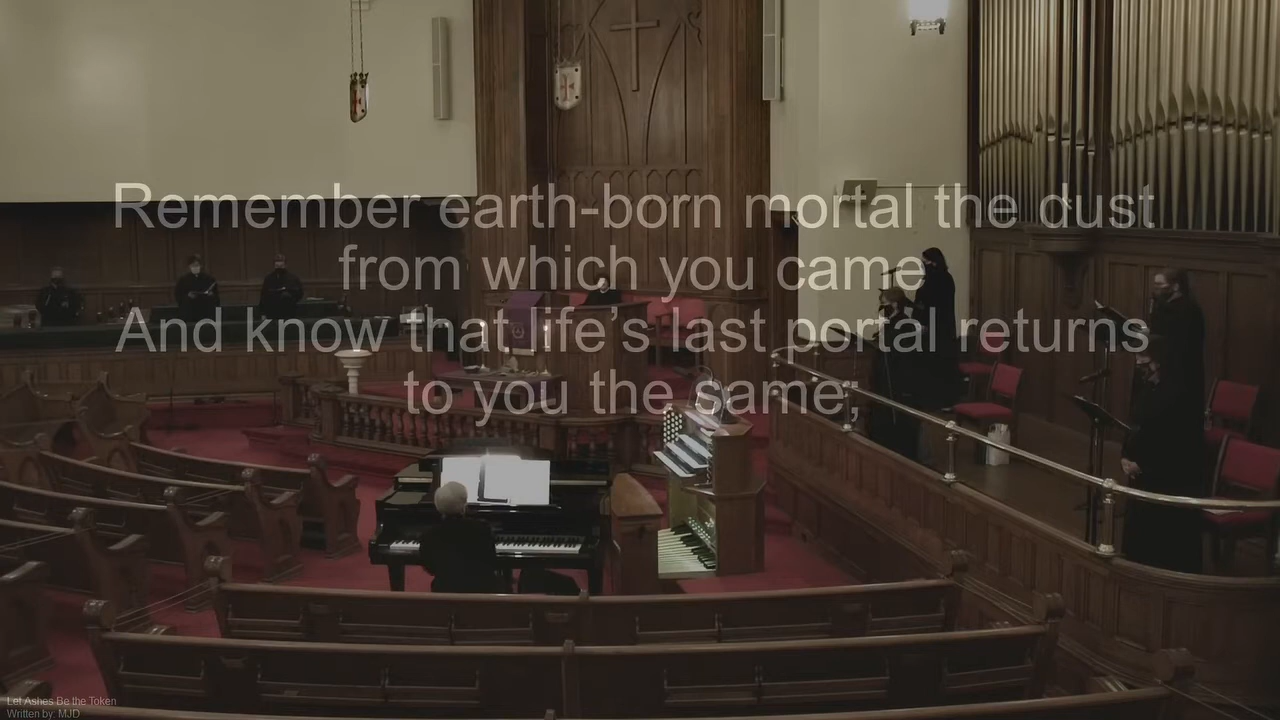 Remember earth-born mortal the dust
from which you came
And know that life's last portal returns
to you the same.
Let Ashes Be the Token
Written by MJD